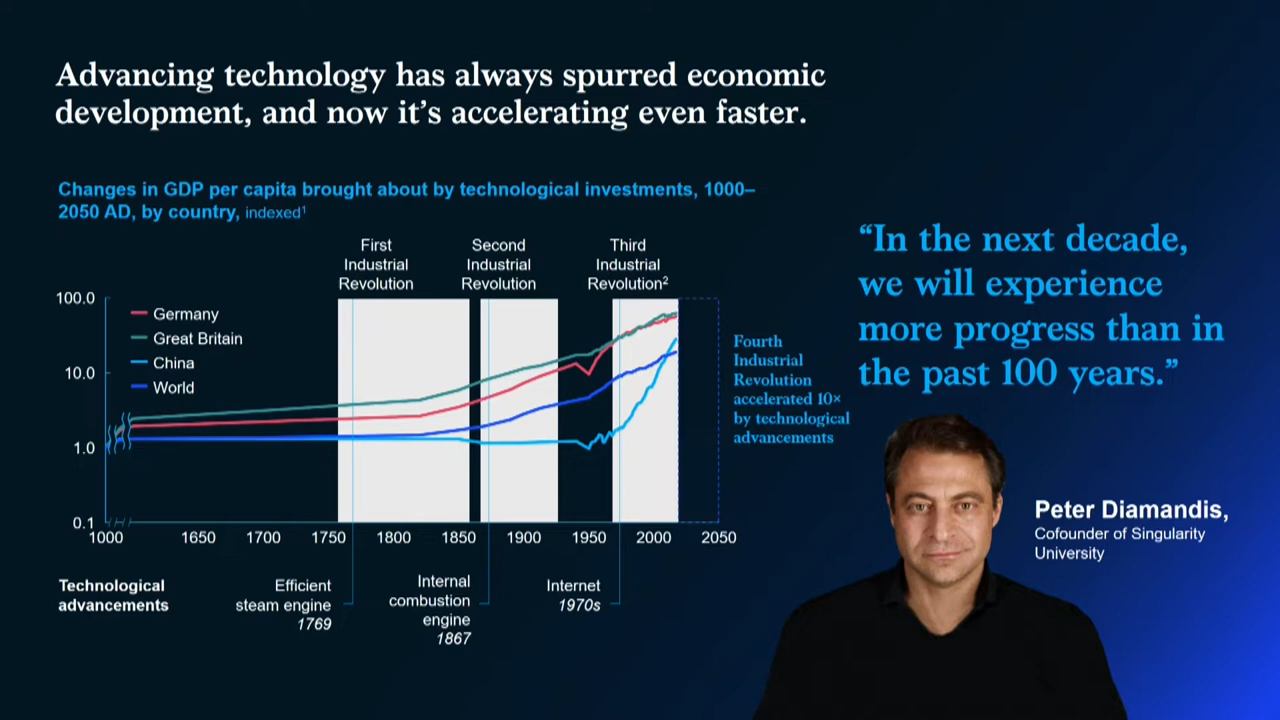 Advancing technology has always spurred economic
development, and now it's accelerating even faster.
Changes in GDP per capita brought about by technological investments, 1000–
2050 AD, by country, indexed¹
First
Industrial
Revolution
Second
Industrial
Revolution
Third
Industrial
Revolution²
100.0
10.0
1.0
0.1
Germany
Great Britain
China
World
1000
1650
1700
1750
1800
1850
1900
1950
2000
2050
Fourth
Industrial
Revolution
accelerated 10×
by technological
advancements
Technological
advancements
Efficient
steam engine
1769
Internal
combustion
engine
1867
Internet
1970s
“In the next decade,
we will experience
more progress than in
the past 100 years.”
Peter Diamandis,
Cofounder of Singularity
University